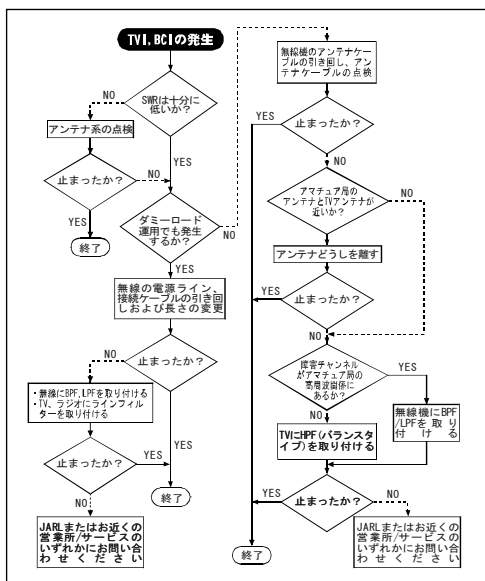 TVI, BCIの発生
SWRは十分に
低いか?
NO
アンテナ系の点検
YES
止まったか?
NO
YES
終了
ダミーロード
運用でも発生
するか?
NO
YES
無線の電源ライン、
接続ケーブルの引き回
しおよび長さの変更
止まったか?
NO
YES
・無線にBPF,LPFを取り付ける
・TV、ラジオにラインフィル
ターを取り付ける
止まったか?
YES
NO
終了
JARLまたはお近くの
営業所/サービスの
いずれかにお問い合
わせください
無線機のアンテナケー
ブルの引き回し、アン
テナケーブルの点検
止まったか?
YES
NO
アマチュア局の
アンテナとTVアンテナが
近いか?
NO
YES
アンテナどうしを離す
止まったか?
YES
NO
障害チャンネル
がアマチュア局の
高周波関係に
あるか?
YES
NO
無線機にBPF
/LPFを取り
付ける
TVにHPF(バランスタ
イプ)を取り付ける
止まったか?
YES
NO
終了
JARLまたはお近くの
営業所/サービスの
いずれかにお問い合
わせください